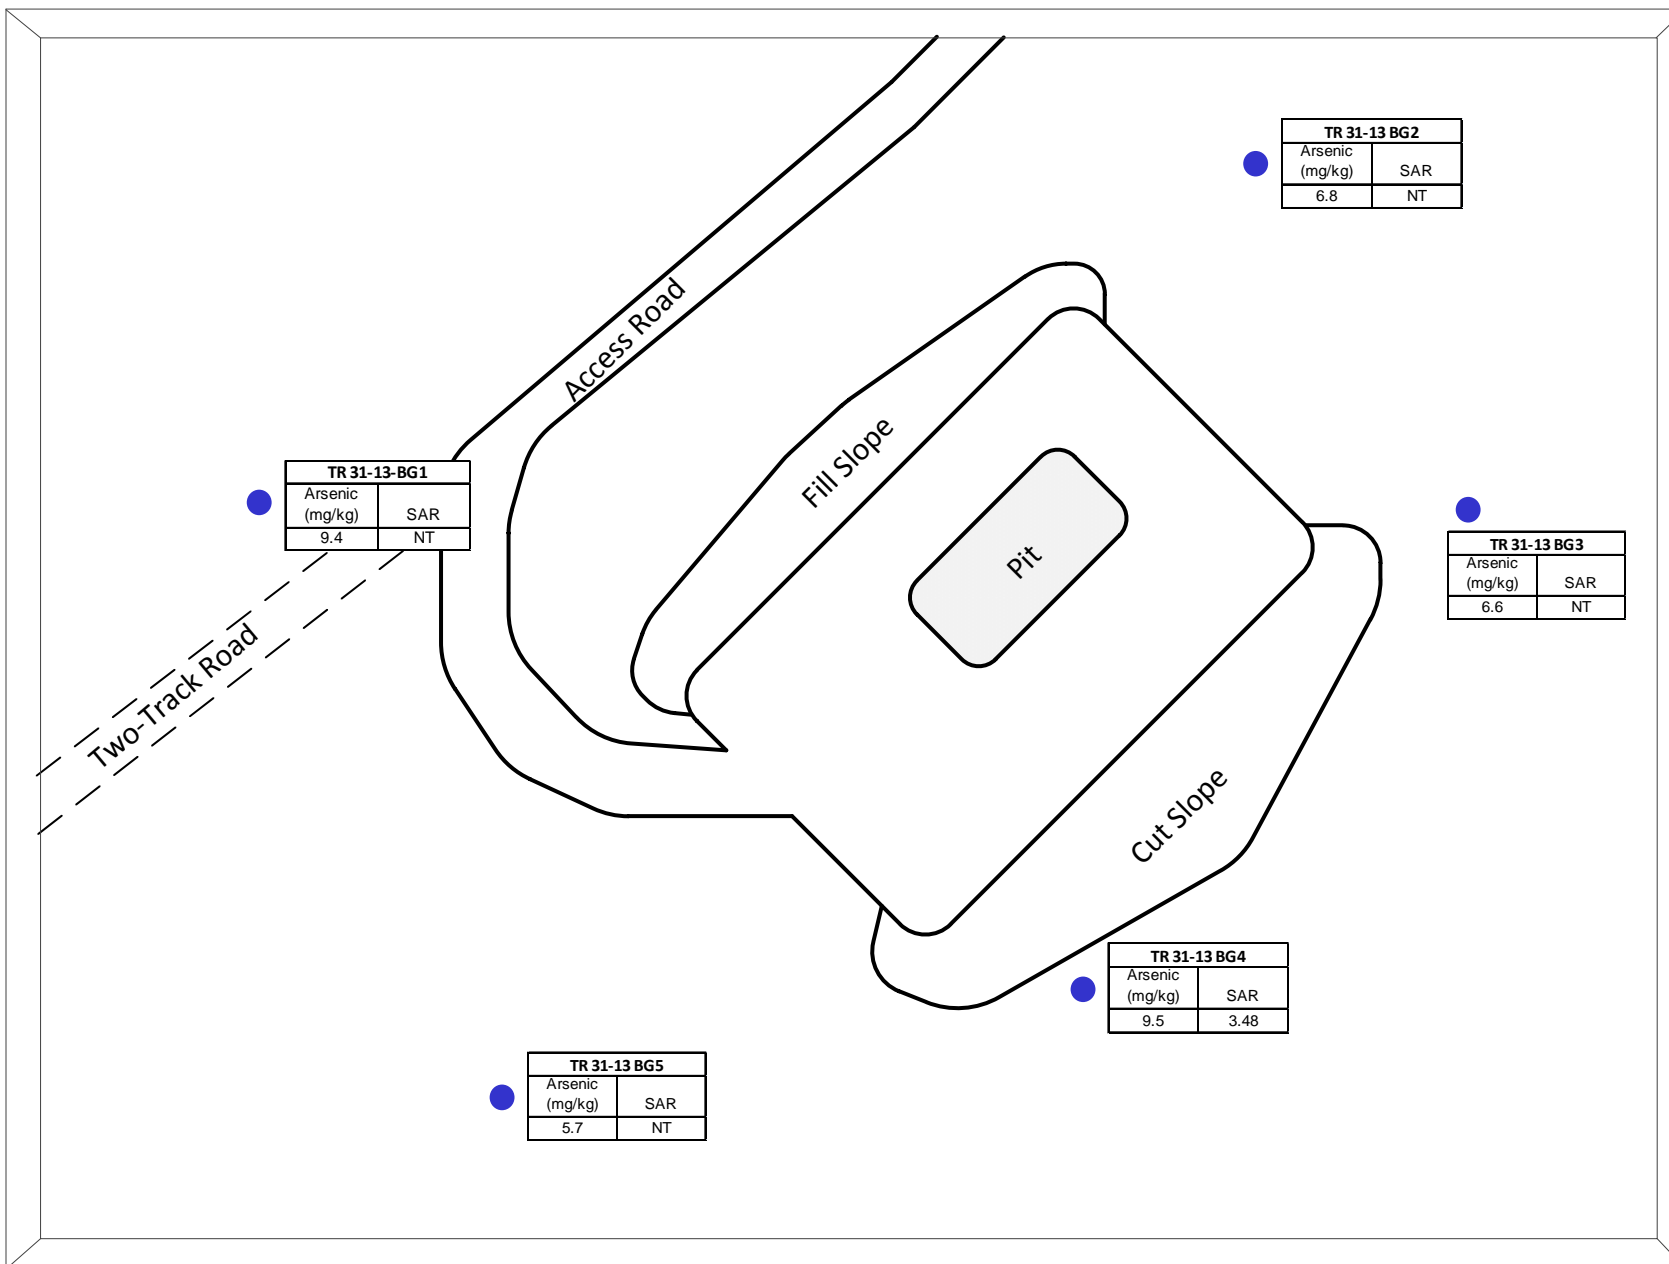 TR 31-13 BG2
Arsenic
(mg/kg) SAR
6.8 NT
Access Road
Fill Slope
TR 31-13-BG1
Arsenic
(mg/kg) SAR
9.4 NT
Pit
TR 31-13 BG3
Arsenic
(mg/kg) SAR
6.6 NT
Two-Track Road
Cut Slope
TR 31-13 BG4
Arsenic
(mg/kg) SAR
9.5 3.48
TR 31-13 BG5
Arsenic
(mg/kg) SAR
5.7 NT